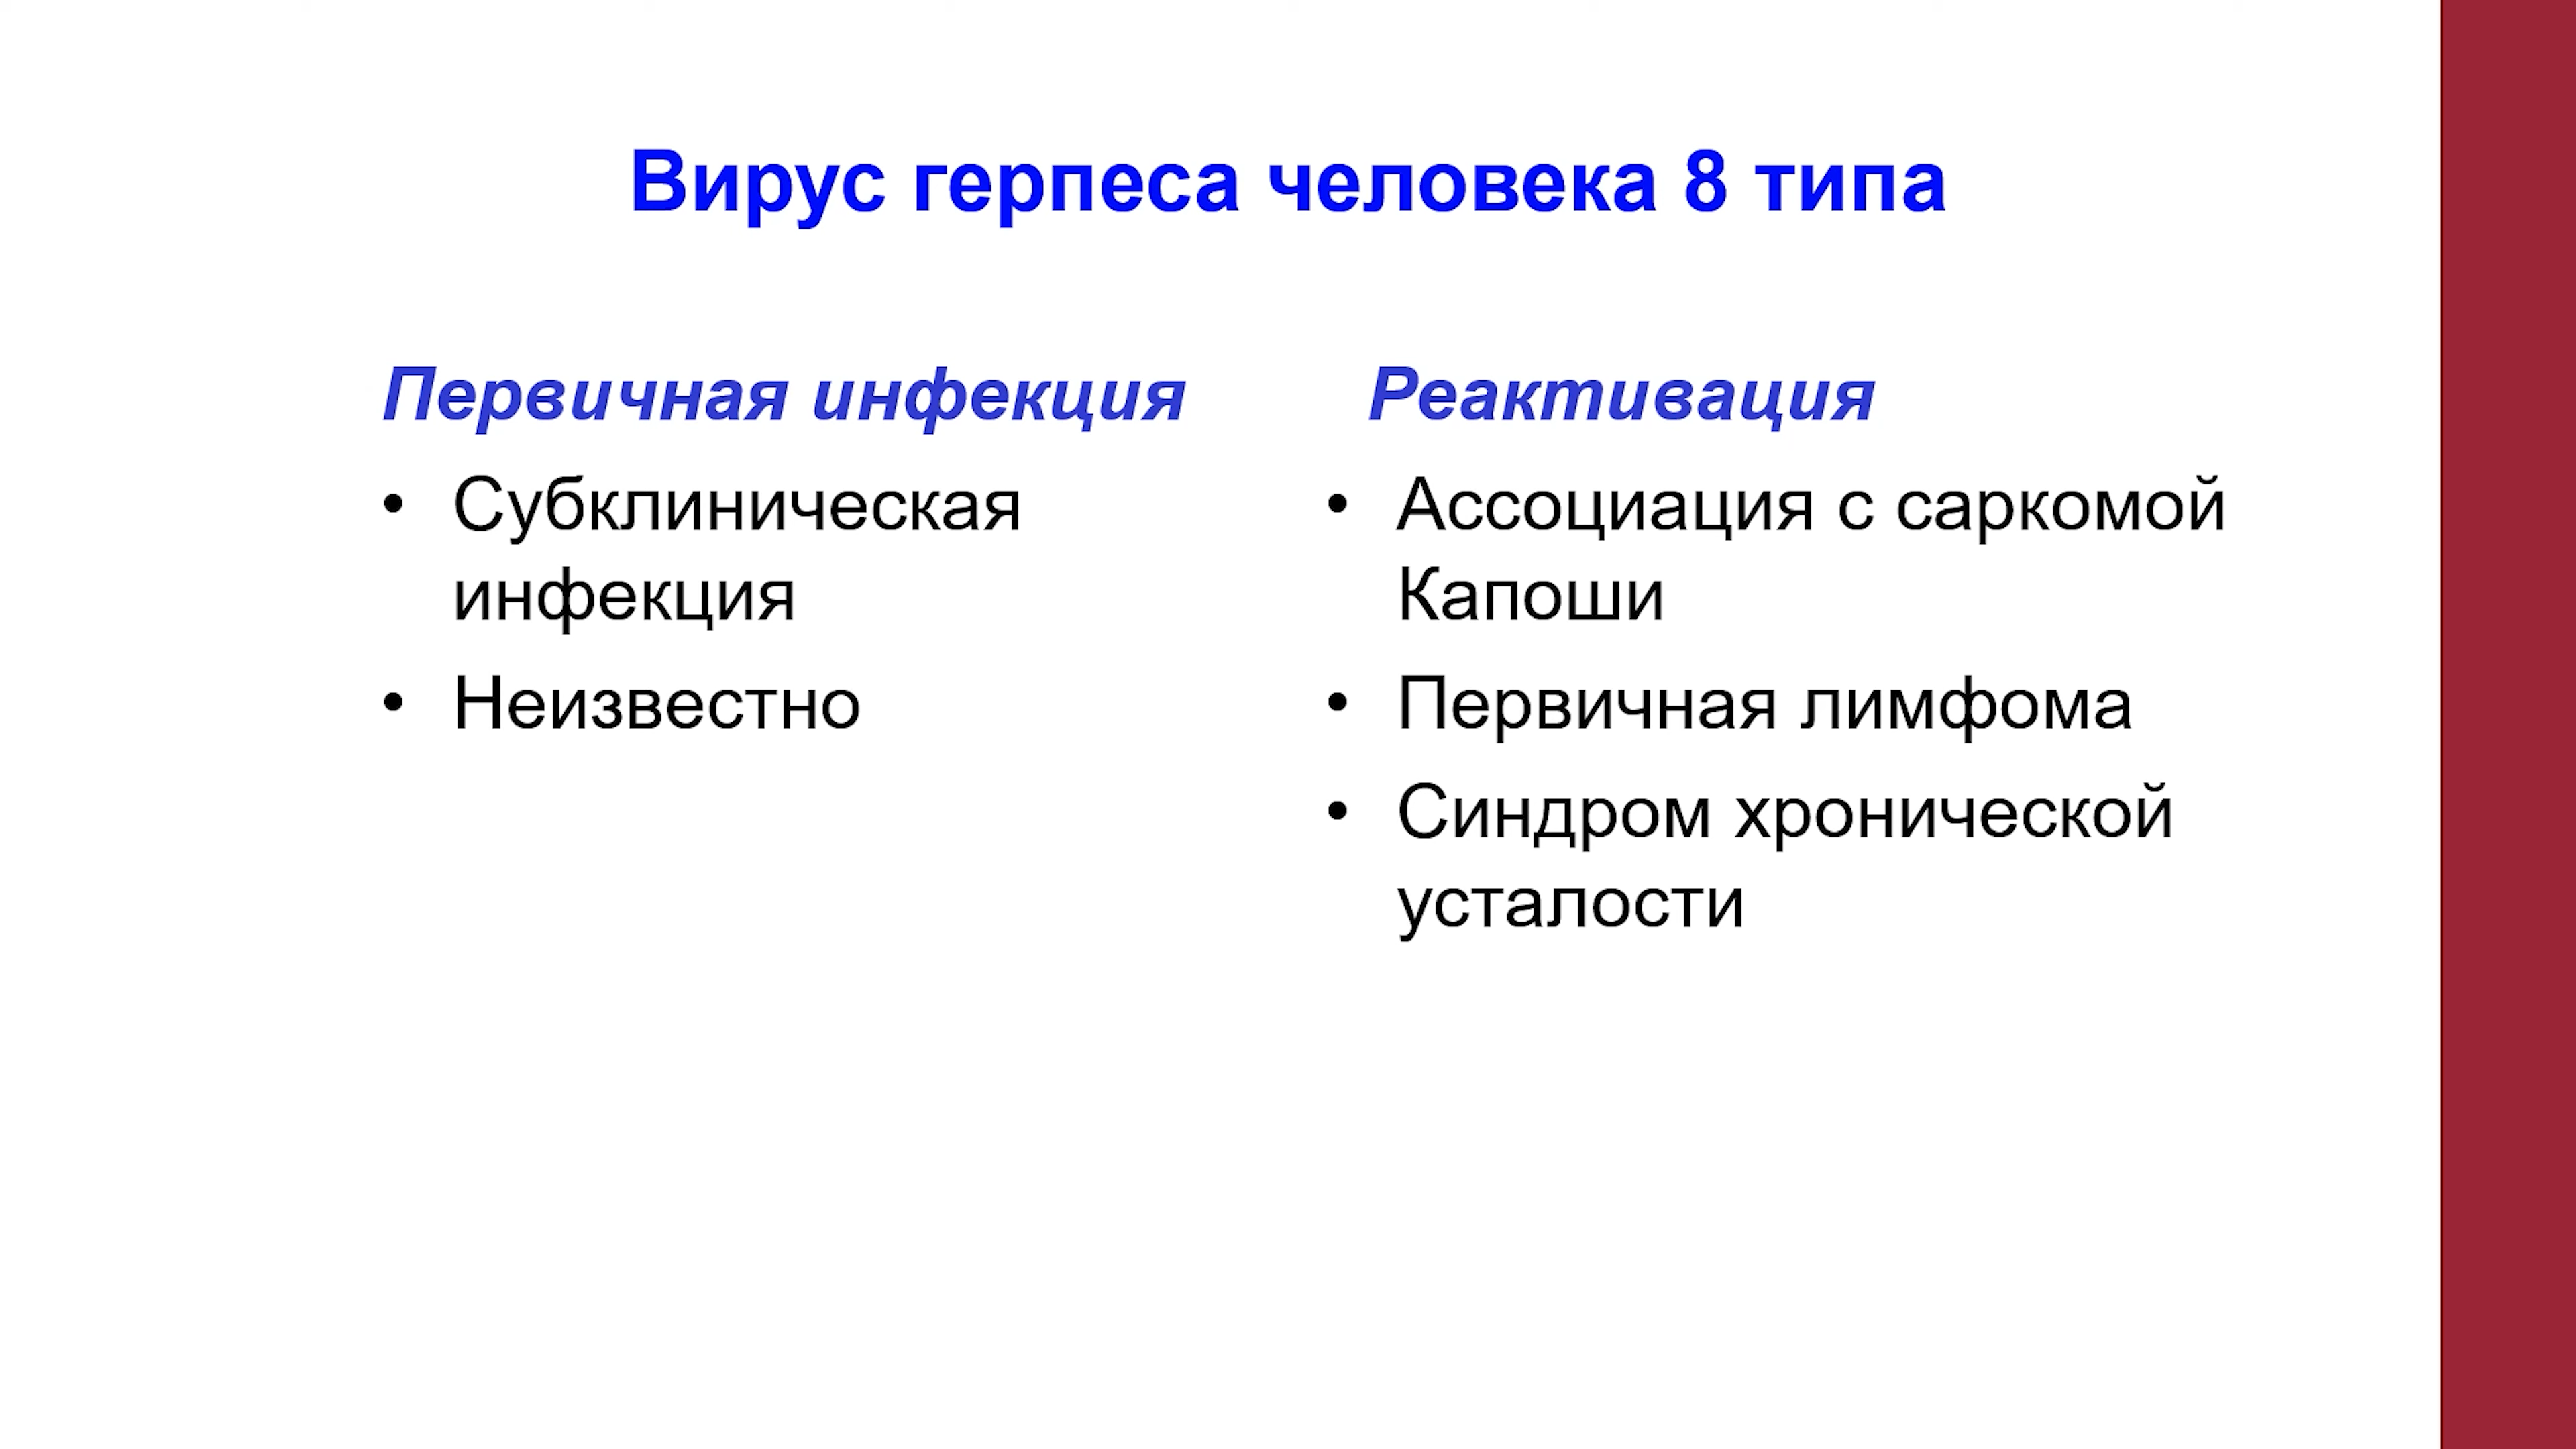 Вирус герпеса человека 8 типа
Первичная инфекция
• Субклиническая
инфекция
• Неизвестно
Реактивация
• Ассоциация с саркомой
Капоши
• Первичная лимфома
• Синдром хронической
усталости